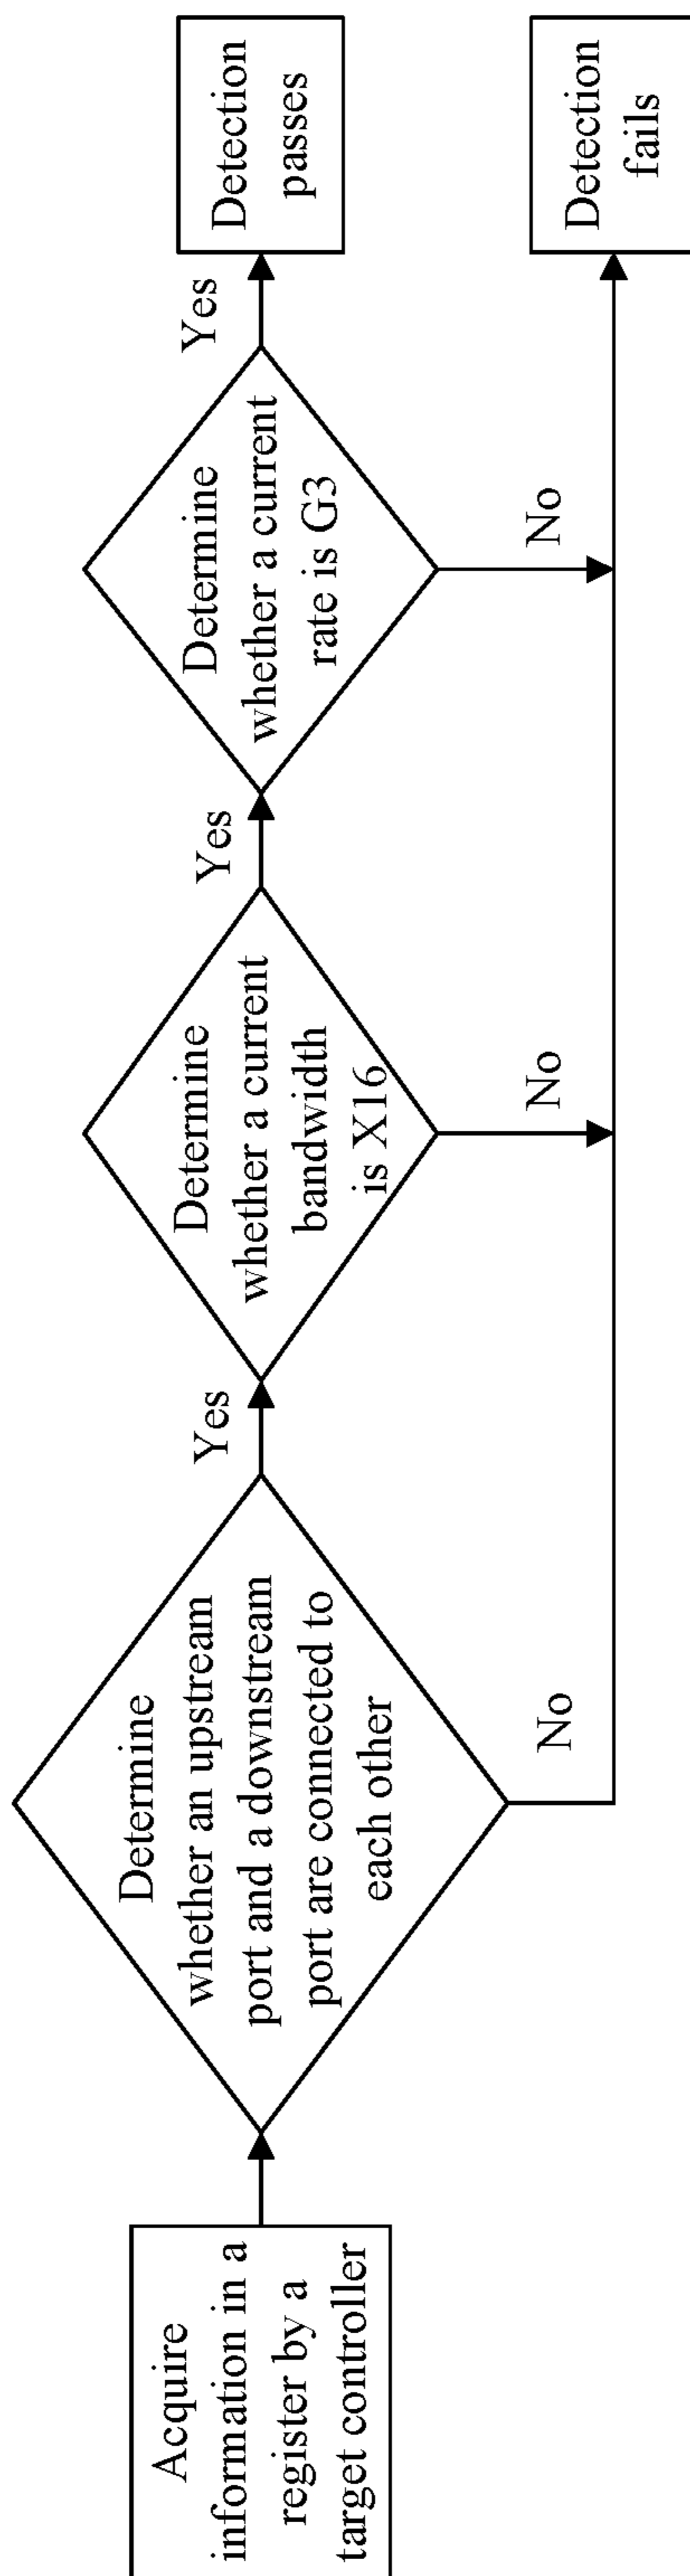 Acquire
information in a
register by a
target controller
Determine
whether an upstream
port and a downstream
port are connected to
each other
Yes
No
Determine
whether a current
bandwidth
is X16
Yes
No
Determine
whether a current
rate is G3
Yes
No
Detection
passes
Detection
fails